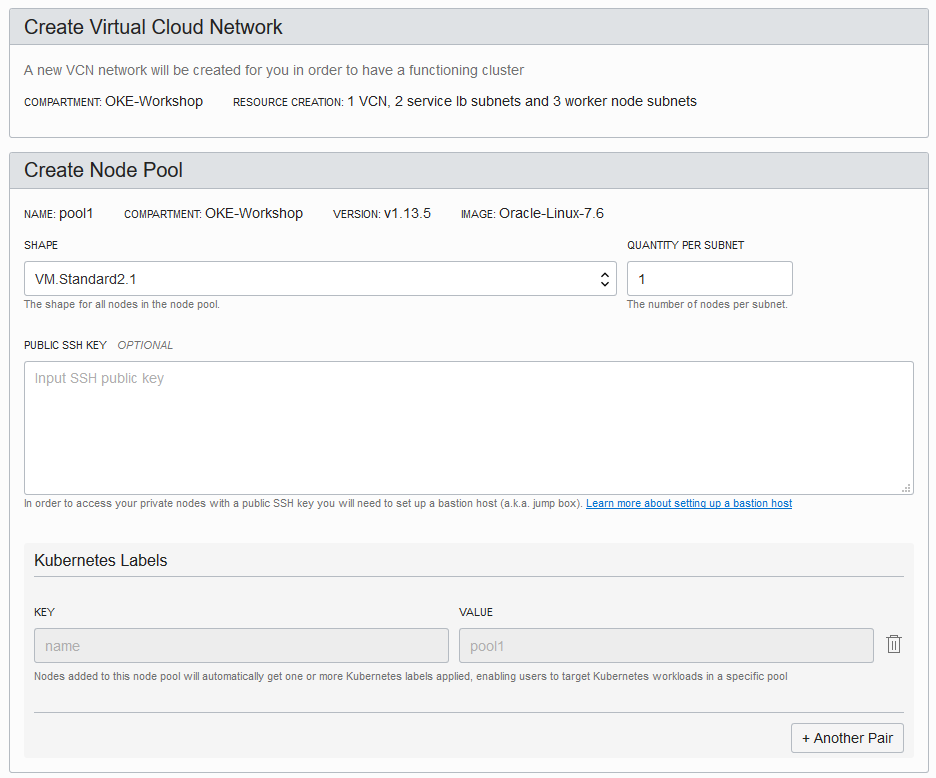 Create Virtual Cloud Network
A new VCN network will be created for you in order to have a functioning cluster
COMPARTMENT: OKE-Workshop RESOURCE CREATION: 1 VCN, 2 service lb subnets and 3 worker node subnets
Create Node Pool
NAME: pool1 COMPARTMENT: OKE-Workshop VERSION: v1.13.5 IMAGE: Oracle-Linux-7.6
SHAPE QUANTITY PER SUBNET
VM.Standard2.1 1
The shape for all nodes in the node pool. The number of nodes per subnet.
PUBLIC SSH KEY OPTIONAL
Input SSH public key
In order to access your private nodes with a public SSH key you will need to set up a bastion host (a.k.a. jump box). Learn more about setting up a bastion host
Kubernetes Labels
KEY VALUE
name pool1
Nodes added to this node pool will automatically get one or more Kubernetes labels applied, enabling users to target Kubernetes workloads in a specific pool
+ Another Pair